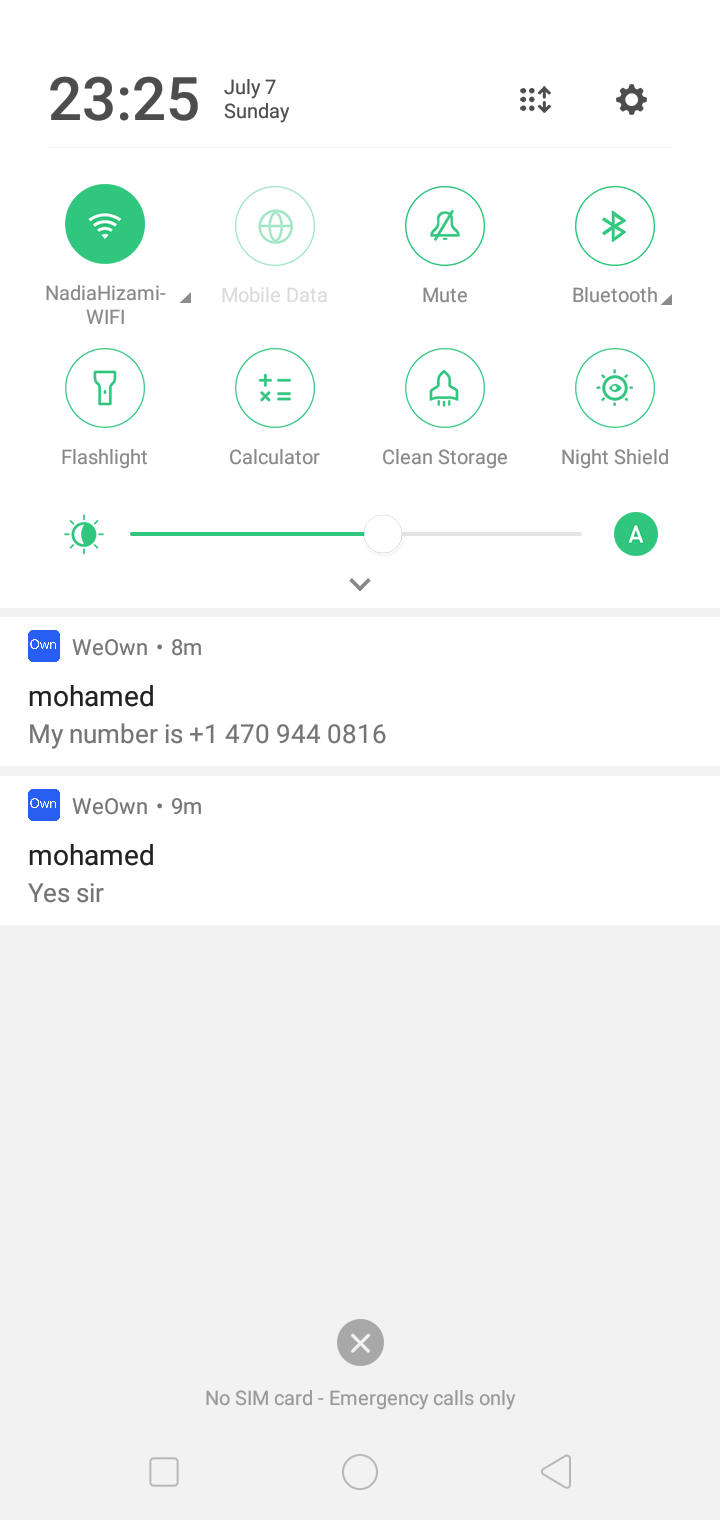 23:25
July 7
Sunday
NadiaHizami-
WIFI
Mobile Data
Mute
Bluetooth
Flashlight
Calculator
Clean Storage
Night Shield
A
Own WeOwn • 8m
mohamed
My number is +1 470 944 0816
Own WeOwn • 9m
mohamed
Yes sir
No SIM card - Emergency calls only